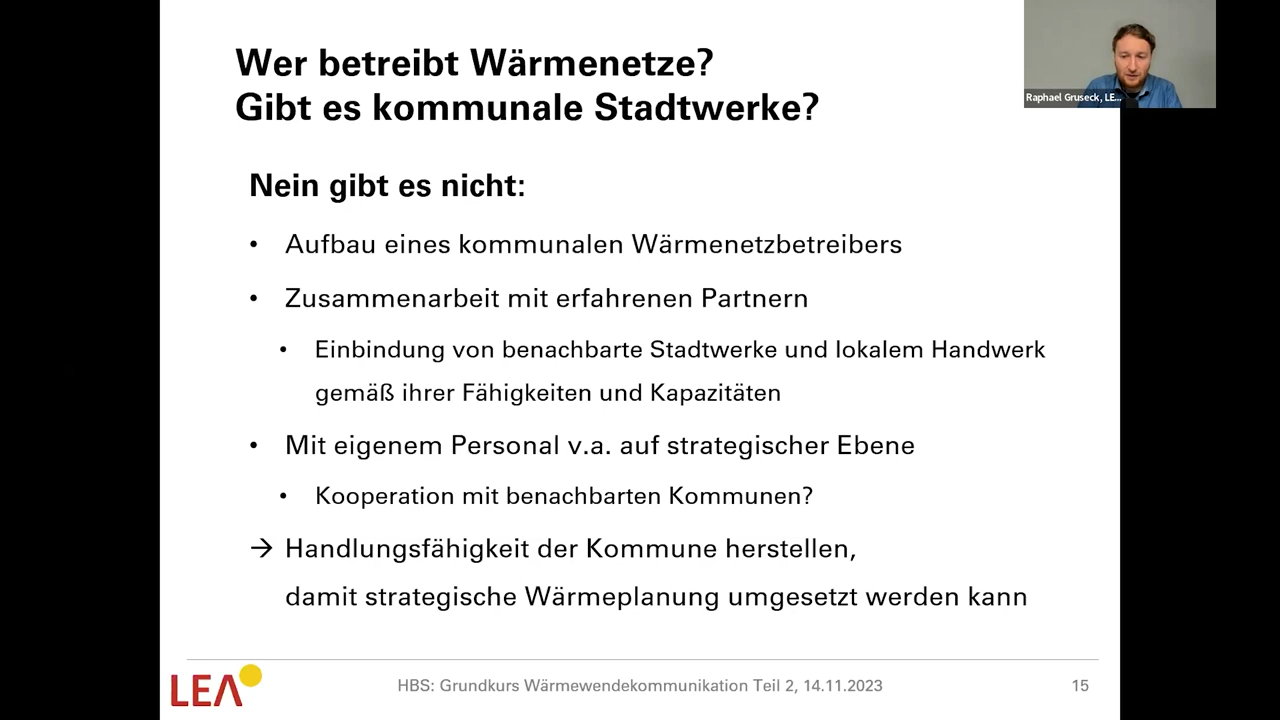 Wer betreibt Wärmenetze?
Gibt es kommunale Stadtwerke?
Raphael Gruseck, LE...
Nein gibt es nicht:
• Aufbau eines kommunalen Wärmenetzbetreibers
• Zusammenarbeit mit erfahrenen Partnern
• Einbindung von benachbarte Stadtwerke und lokalem Handwerk
gemäß ihrer Fähigkeiten und Kapazitäten
• Mit eigenem Personal v.a. auf strategischer Ebene
• Kooperation mit benachbarten Kommunen?
→ Handlungsfähigkeit der Kommune herstellen,
damit strategische Wärmeplanung umgesetzt werden kann
LEA
HBS: Grundkurs Wärmewendekommunikation Teil 2, 14.11.2023
15